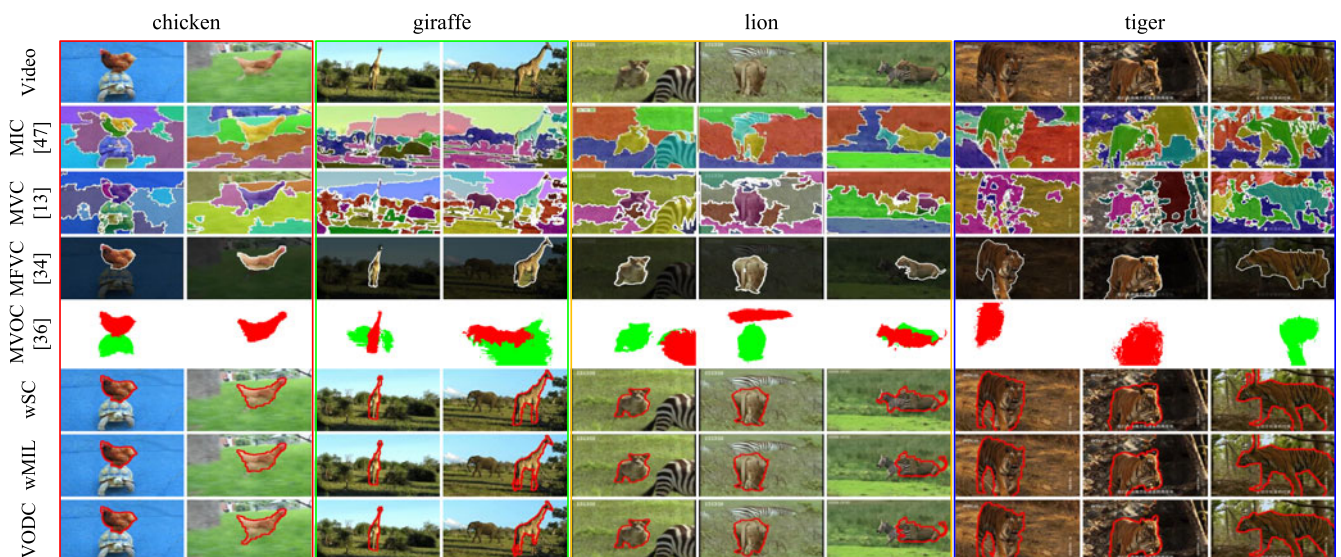 chicken giraffe lion tiger
Video
MIC
[47]
MVC
[13]
MFVC
[34]
MVOC
[36]
wSC
wMIL
VODC